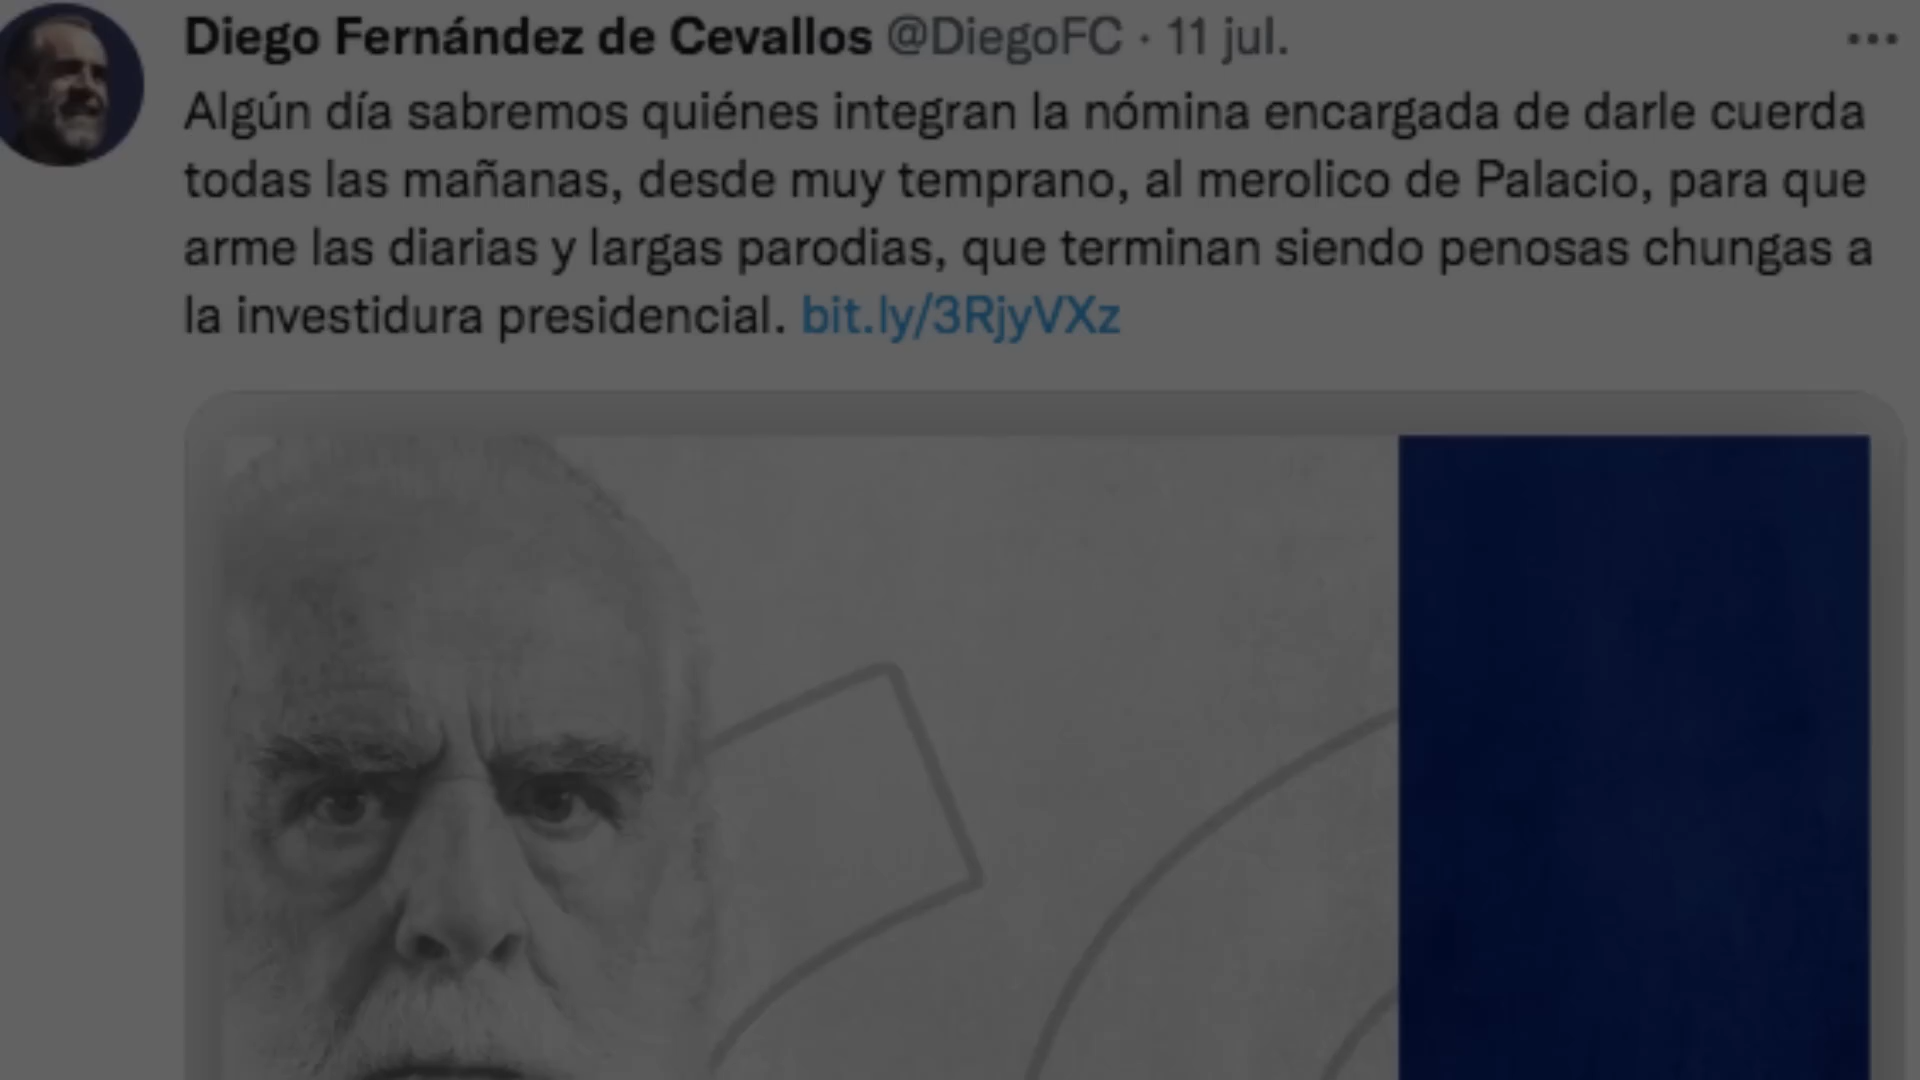 Diego Fernández de Cevallos @DiegoFC · 11 jul.
Algún día sabremos quiénes integran la nómina encargada de darle cuerda
todas las mañanas, desde muy temprano, al merolico de Palacio, para que
arme las diarias y largas parodias, que terminan siendo penosas chungas a
la investidura presidencial. bit.ly/3RjyVXz